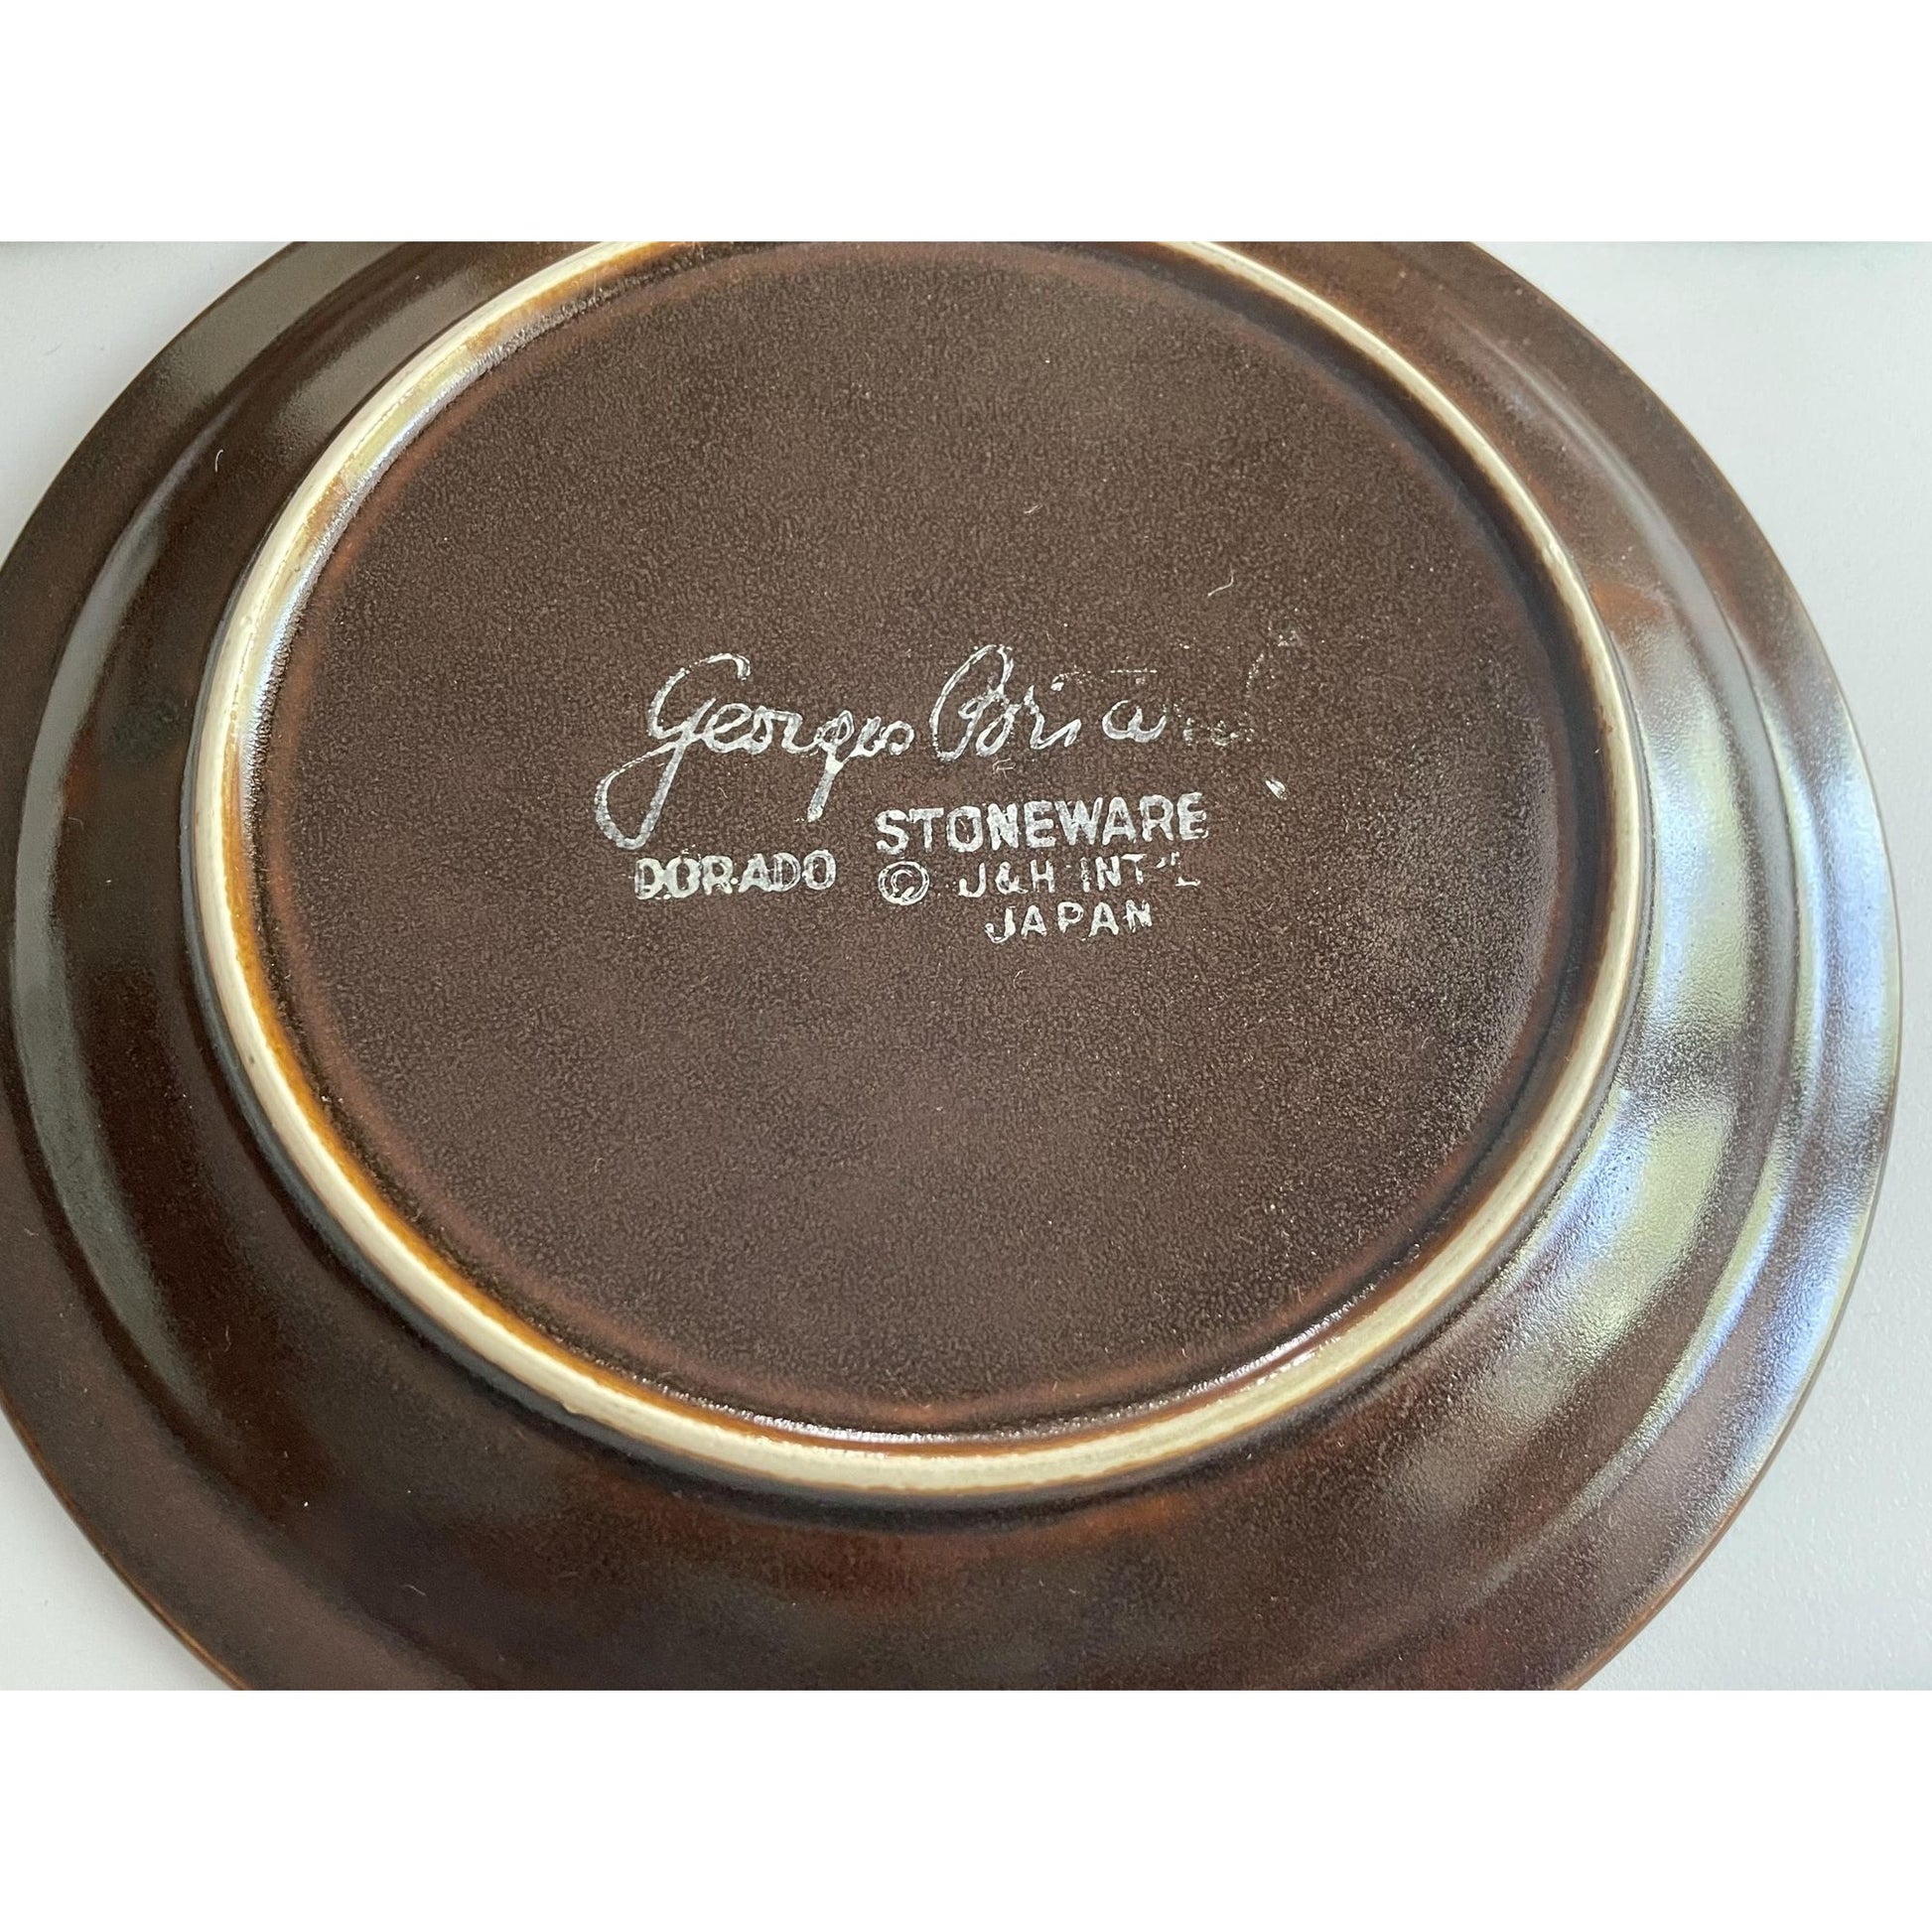 Georges Briard
STONEWARE
DORADO © J&H INT'L
JAPAN